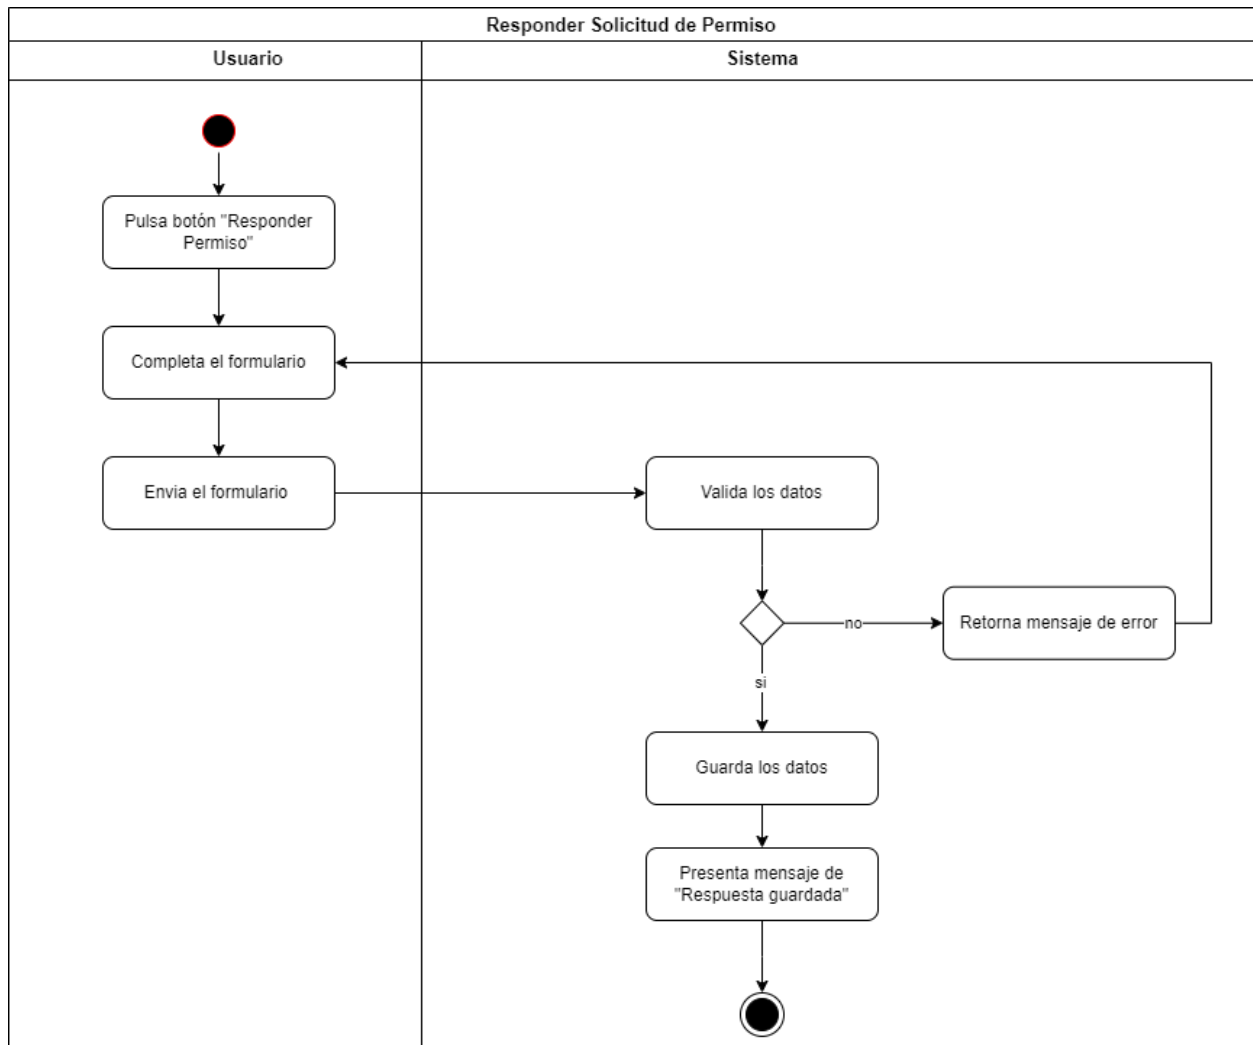 Responder Solicitud de Permiso
Usuario
Sistema
Pulsa botón "Responder
Permiso"
Completa el formulario
Envia el formulario
Valida los datos
no
Retorna mensaje de error
si
Guarda los datos
Presenta mensaje de
"Respuesta guardada"